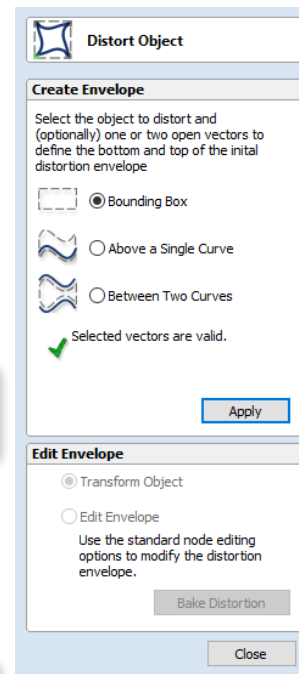 Distort Object
Create Envelope
Select the object to distort and
(optionally) one or two open vectors to
define the bottom and top of the inital
distortion envelope
Bounding Box
Above a Single Curve
Between Two Curves
Selected vectors are valid.
Apply
Edit Envelope
Transform Object
Edit Envelope
Use the standard node editing
options to modify the distortion
envelope.
Bake Distortion
Close